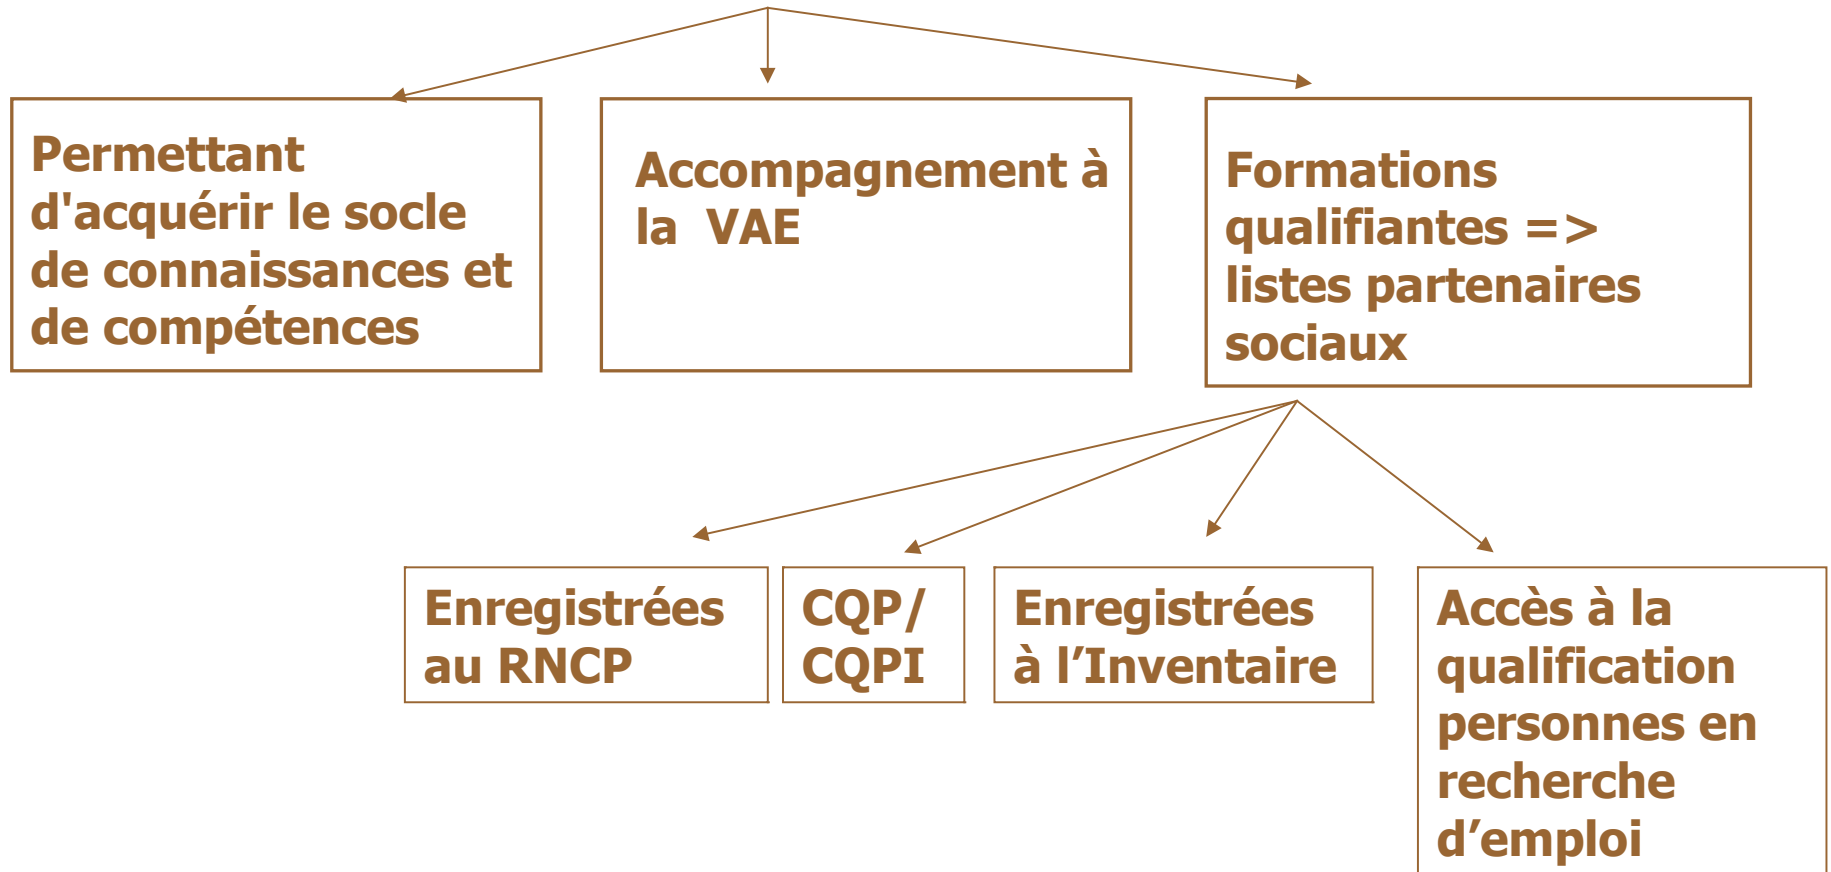 Permettant
d'acquérir le socle
de connaissances et
de compétences
Accompagnement à
la VAE
Formations
qualifiantes =>
listes partenaires
sociaux
Enregistrées
au RNCP
CQP/
CQPI
Enregistrées
à l’Inventaire
Accès à la
qualification
personnes en
recherche
d’emploi